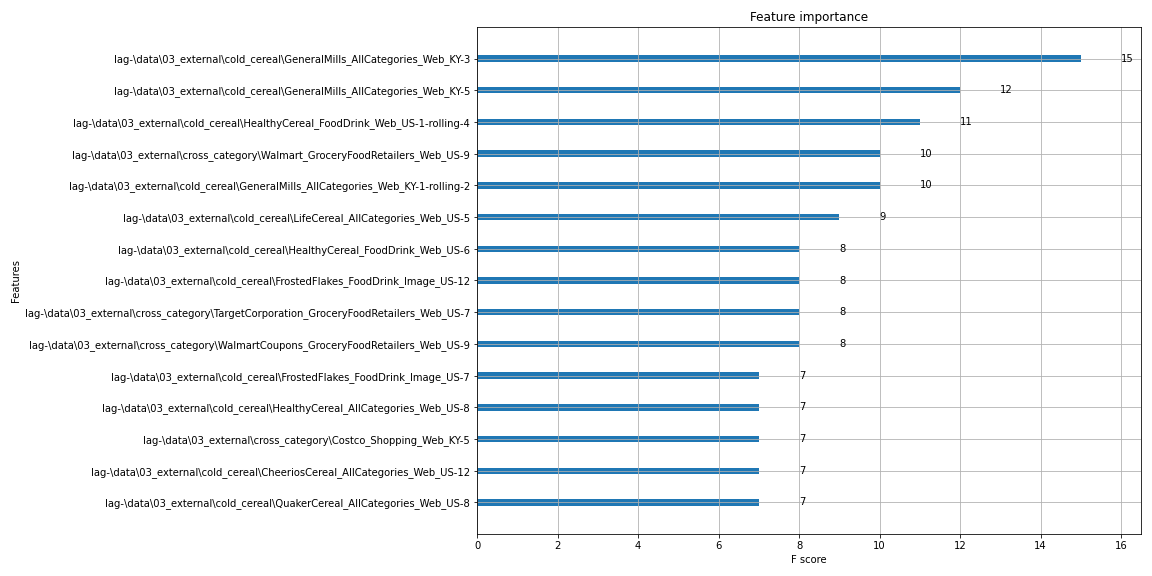 Feature importance
lag-\data\03_external\cold_cereal\GeneralMills_AllCategories_Web_KY-3 15
lag-\data\03_external\cold_cereal\GeneralMills_AllCategories_Web_KY-5 12
lag-\data\03_external\cold_cereal\HealthyCereal_FoodDrink_Web_US-1-rolling-4 11
lag-\data\03_external\cross_category\Walmart_GroceryFoodRetailers_Web_US-9 10
lag-\data\03_external\cold_cereal\GeneralMills_AllCategories_Web_KY-1-rolling-2 10
lag-\data\03_external\cold_cereal\LifeCereal_AllCategories_Web_US-5 9
lag-\data\03_external\cold_cereal\HealthyCereal_FoodDrink_Web_US-6 8
lag-\data\03_external\cold_cereal\FrostedFlakes_FoodDrink_Image_US-12 8
lag-\data\03_external\cross_category\TargetCorporation_GroceryFoodRetailers_Web_US-7 8
lag-\data\03_external\cross_category\WalmartCoupons_GroceryFoodRetailers_Web_US-9 8
lag-\data\03_external\cold_cereal\FrostedFlakes_FoodDrink_Image_US-7 7
lag-\data\03_external\cold_cereal\HealthyCereal_AllCategories_Web_US-8 7
lag-\data\03_external\cross_category\Costco_Shopping_Web_KY-5 7
lag-\data\03_external\cold_cereal\CheeriosCereal_AllCategories_Web_US-12 7
lag-\data\03_external\cold_cereal\QuakerCereal_AllCategories_Web_US-8 7
Features
0 2 4 6 8 10 12 14 16
F score